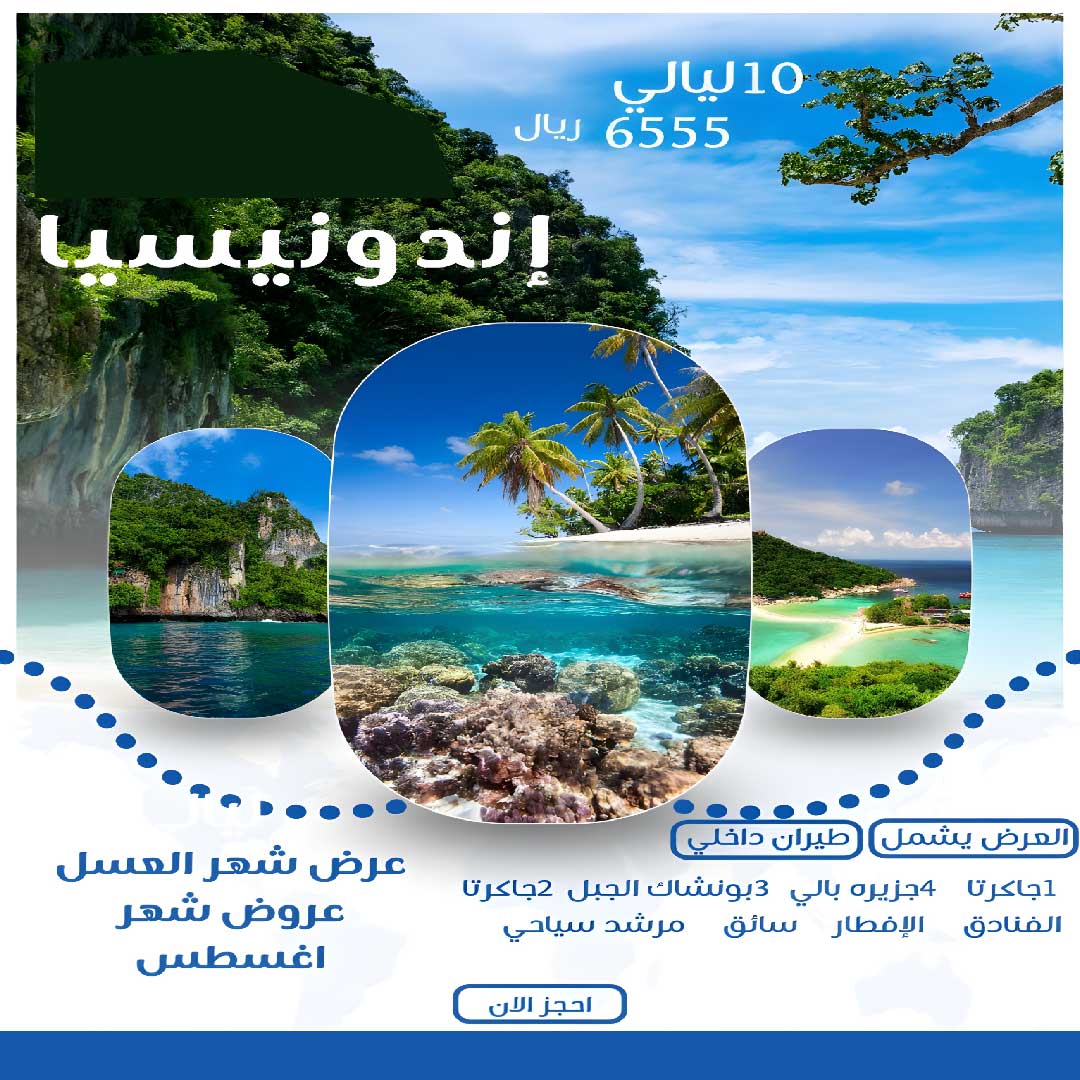 10ليالي
6555 ريال
إندونيسيا
العرض يشمل طيران داخلي
1جاكرتا 4جزيره بالي 3بونشاك الجبل 2جاكرتا
الفنادق الإفطار سائق مرشد سياحي
عرض شهر العسل
عروض شهر
اغسطس
احجز الان